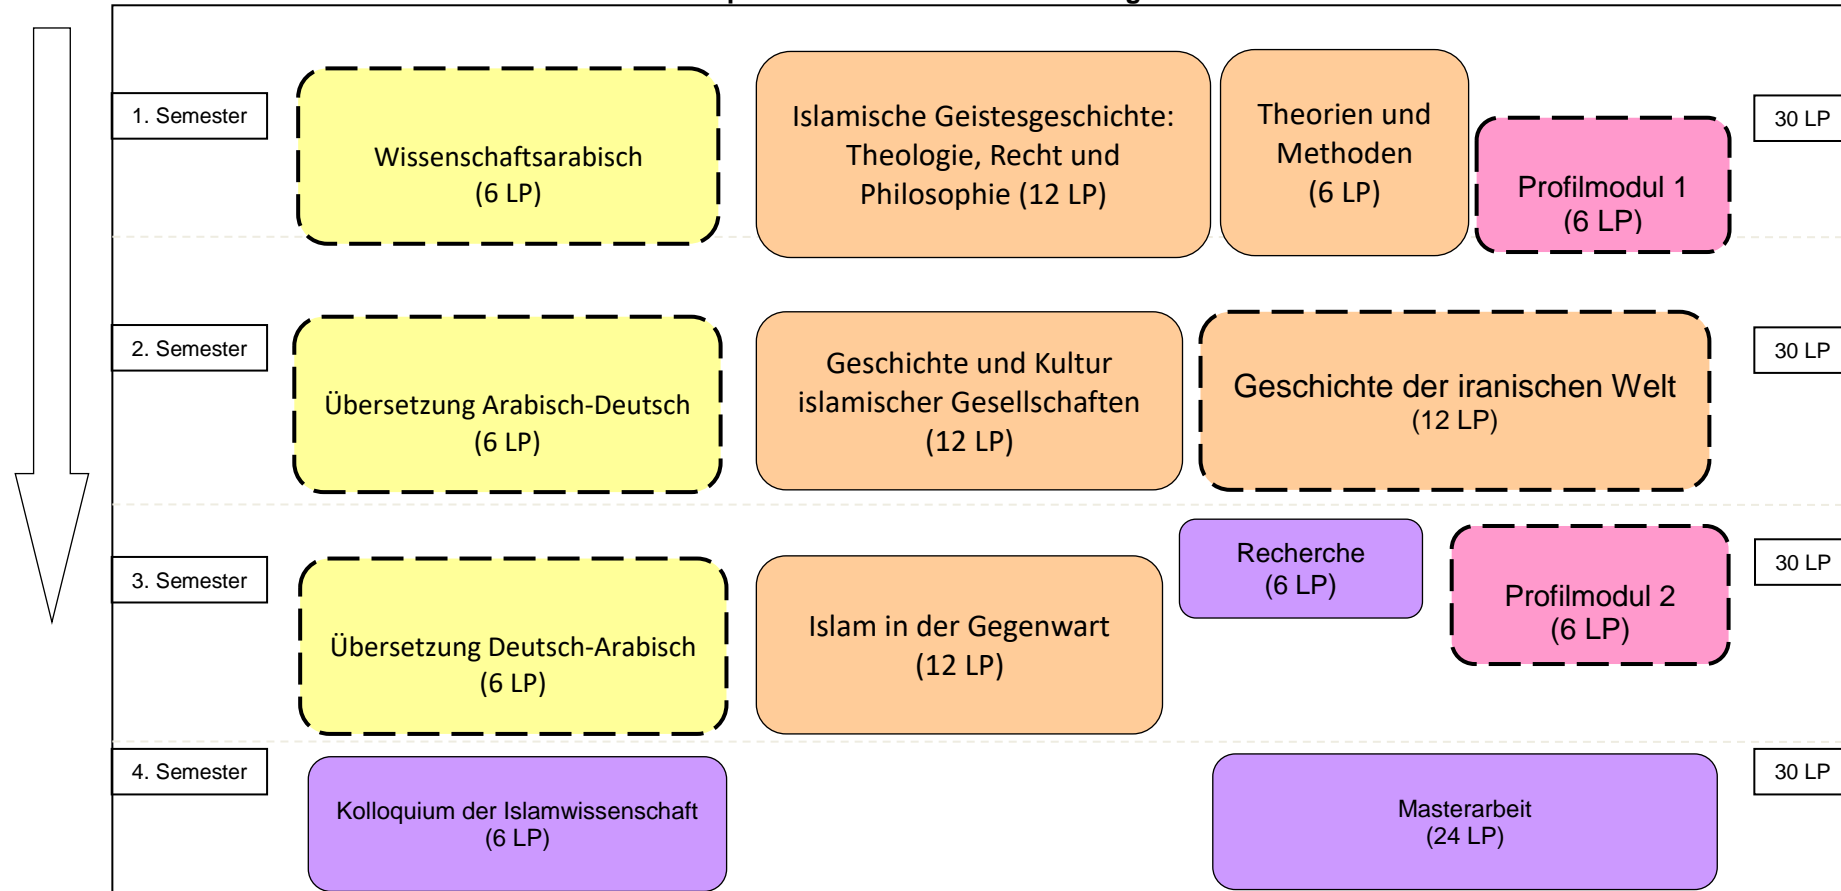 1. Semester
Wissenschaftsarabisch
(6 LP)
Islamische Geistesgeschichte:
Theologie, Recht und
Philosophie (12 LP)
Theorien und
Methoden
(6 LP)
Profilmodul 1
(6 LP)
30 LP
2. Semester
Übersetzung Arabisch-Deutsch
(6 LP)
Geschichte und Kultur
islamischer Gesellschaften
(12 LP)
Geschichte der iranischen Welt
(12 LP)
30 LP
3. Semester
Übersetzung Deutsch-Arabisch
(6 LP)
Islam in der Gegenwart
(12 LP)
Recherche
(6 LP)
Profilmodul 2
(6 LP)
30 LP
4. Semester
Kolloquium der Islamwissenschaft
(6 LP)
Masterarbeit
(24 LP)
30 LP